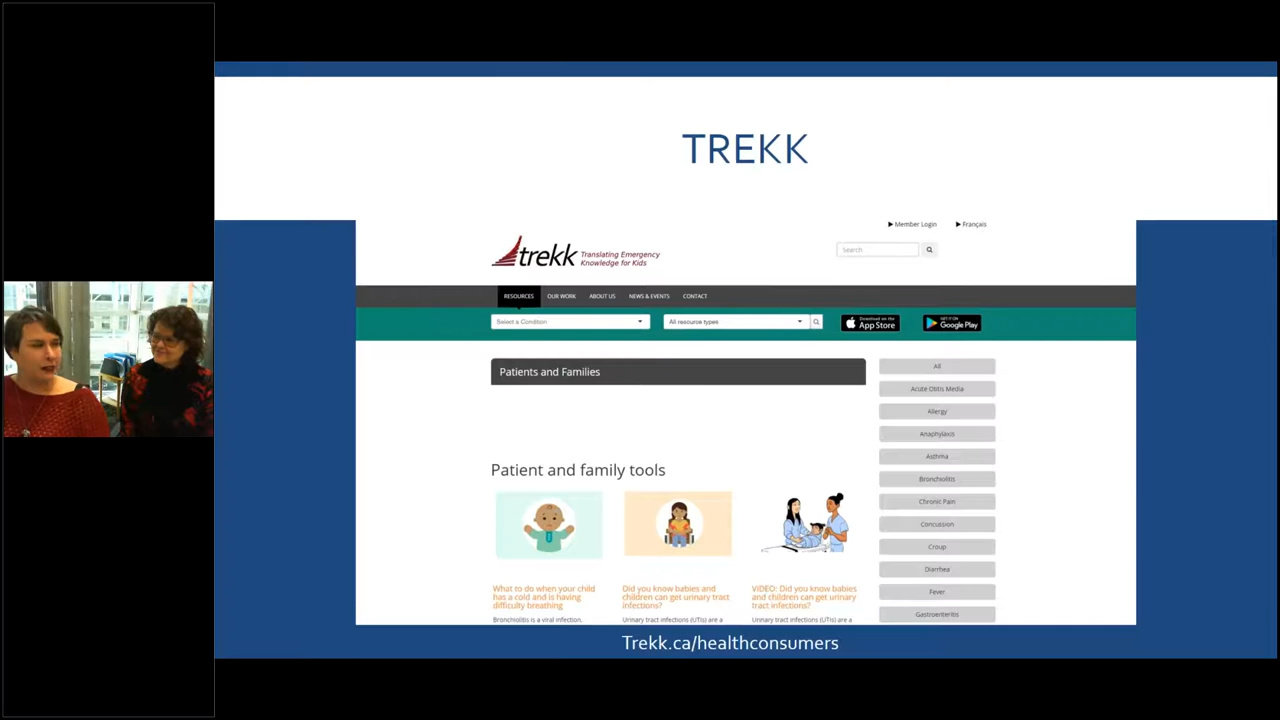 TREKK
Member Login
Français
trekk Translating Emergency
Knowledge for Kids
Search
RESOURCES OUR WORK ABOUT US NEWS & EVENTS CONTACT
Select a Condition
All resource types
Download on the
App Store
GET IT ON
Google Play
Patients and Families
Patient and family tools
What to do when your child
has a cold and is having
difficulty breathing
Bronchiolitis is a viral infection,
Did you know babies and
children can get urinary tract
infections?
Urinary tract infections (UTIs) are a
VIDEO: Did you know babies
and children can get urinary
tract infections?
Urinary tract infections (UTIs) are a
All
Acute Otitis Media
Allergy
Anaphylaxis
Asthma
Bronchiolitis
Chronic Pain
Concussion
Croup
Diarrhea
Fever
Gastroenteritis
Trekk.ca/healthconsumers